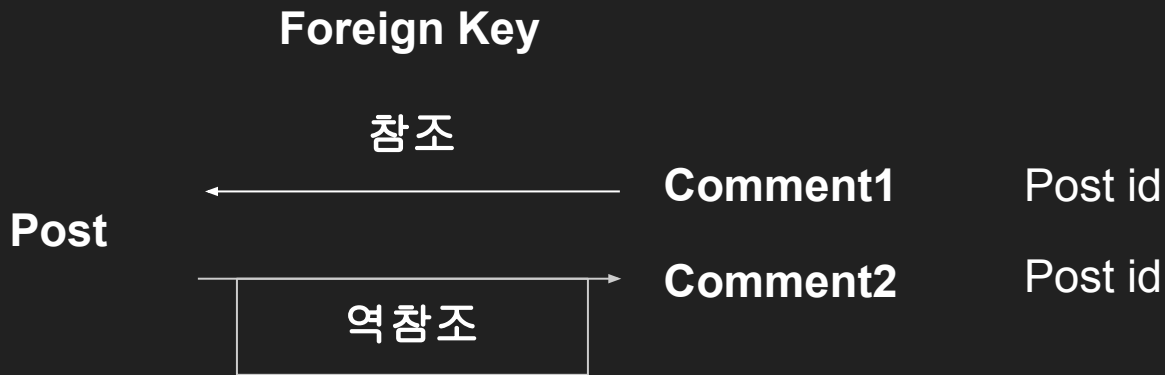 Foreign Key
참조
Comment1 Post id
Post
Comment2 Post id
역참조